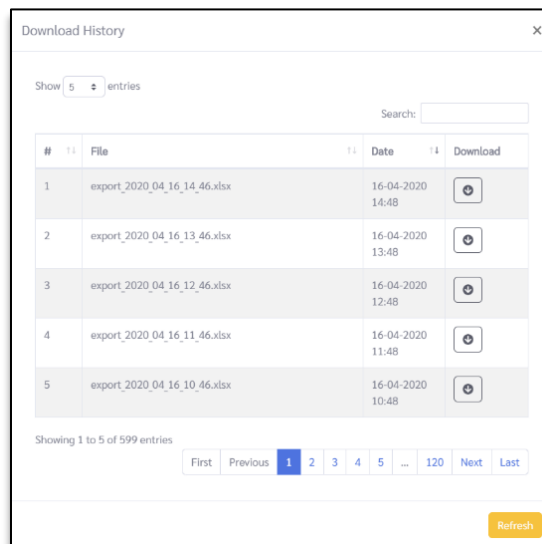 Download History ×
Show 5 entries
Search:
# File Date Download
1 export_2020_04_16_14_46.xlsx 16-04-2020
14:48
2 export_2020_04_16_13_46.xlsx 16-04-2020
13:48
3 export_2020_04_16_12_46.xlsx 16-04-2020
12:48
4 export_2020_04_16_11_46.xlsx 16-04-2020
11:48
5 export_2020_04_16_10_46.xlsx 16-04-2020
10:48
Showing 1 to 5 of 599 entries
First Previous 1 2 3 4 5 ... 120 Next Last
Refresh